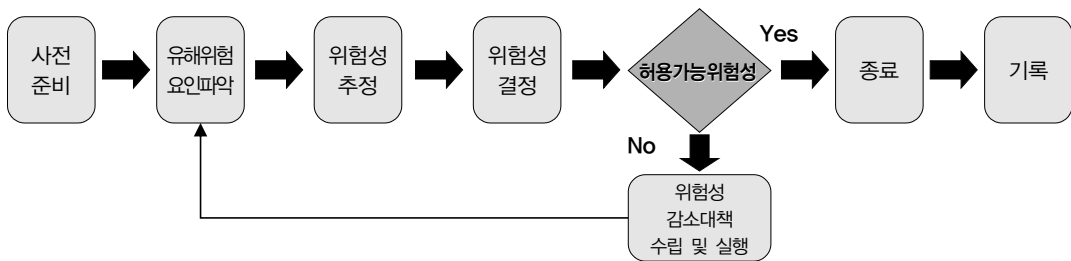 사전
준비
유해위험
요인파악
위험성
추정
위험성
결정
허용가능위험성
Yes
종료
기록
No
위험성
감소대책
수립 및 실행